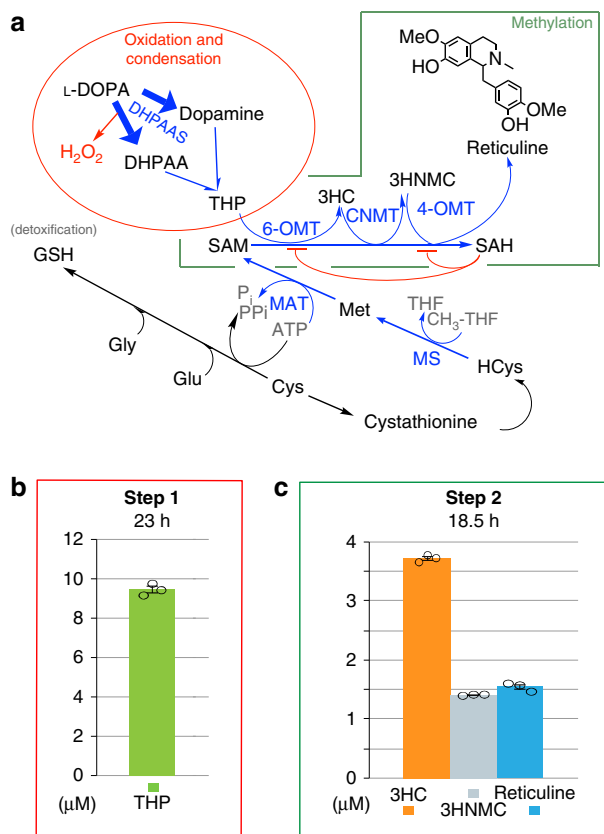 a
Oxidation and
condensation
Methylation
L-DOPA
DHPAAS
Dopamine
H2O2
DHPAA
THP
MeO
HO
N
OMe
OH
Reticuline
3HC
3HNMC
6-OMT
CNMT
4-OMT
(detoxification)
GSH
SAM
SAH
Pi
PPi
MAT
ATP
Met
THF
CH3-THF
MS
HCys
Gly
Glu
Cys
Cystathionine
b
Step 1
23 h
12
10
8
6
4
2
0
(μM)
THP
c
Step 2
18.5 h
4
3
2
1
0
(μM)
3HC
3HNMC
Reticuline